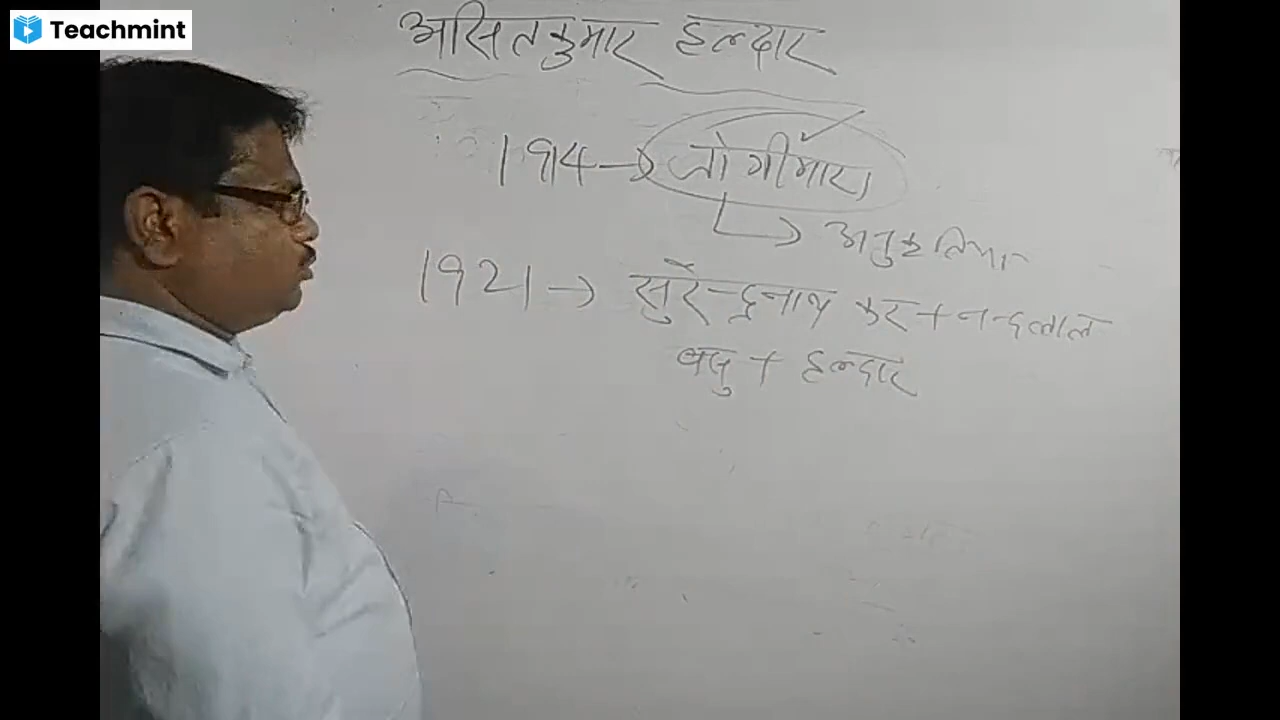 Teachmint
असितकुमार हल्दार
1914→ जोगीमारा
↳ अनुकृतिया
1921→ सुरेन्द्रनाथ कर + नन्दलाल
बसु + हल्दार